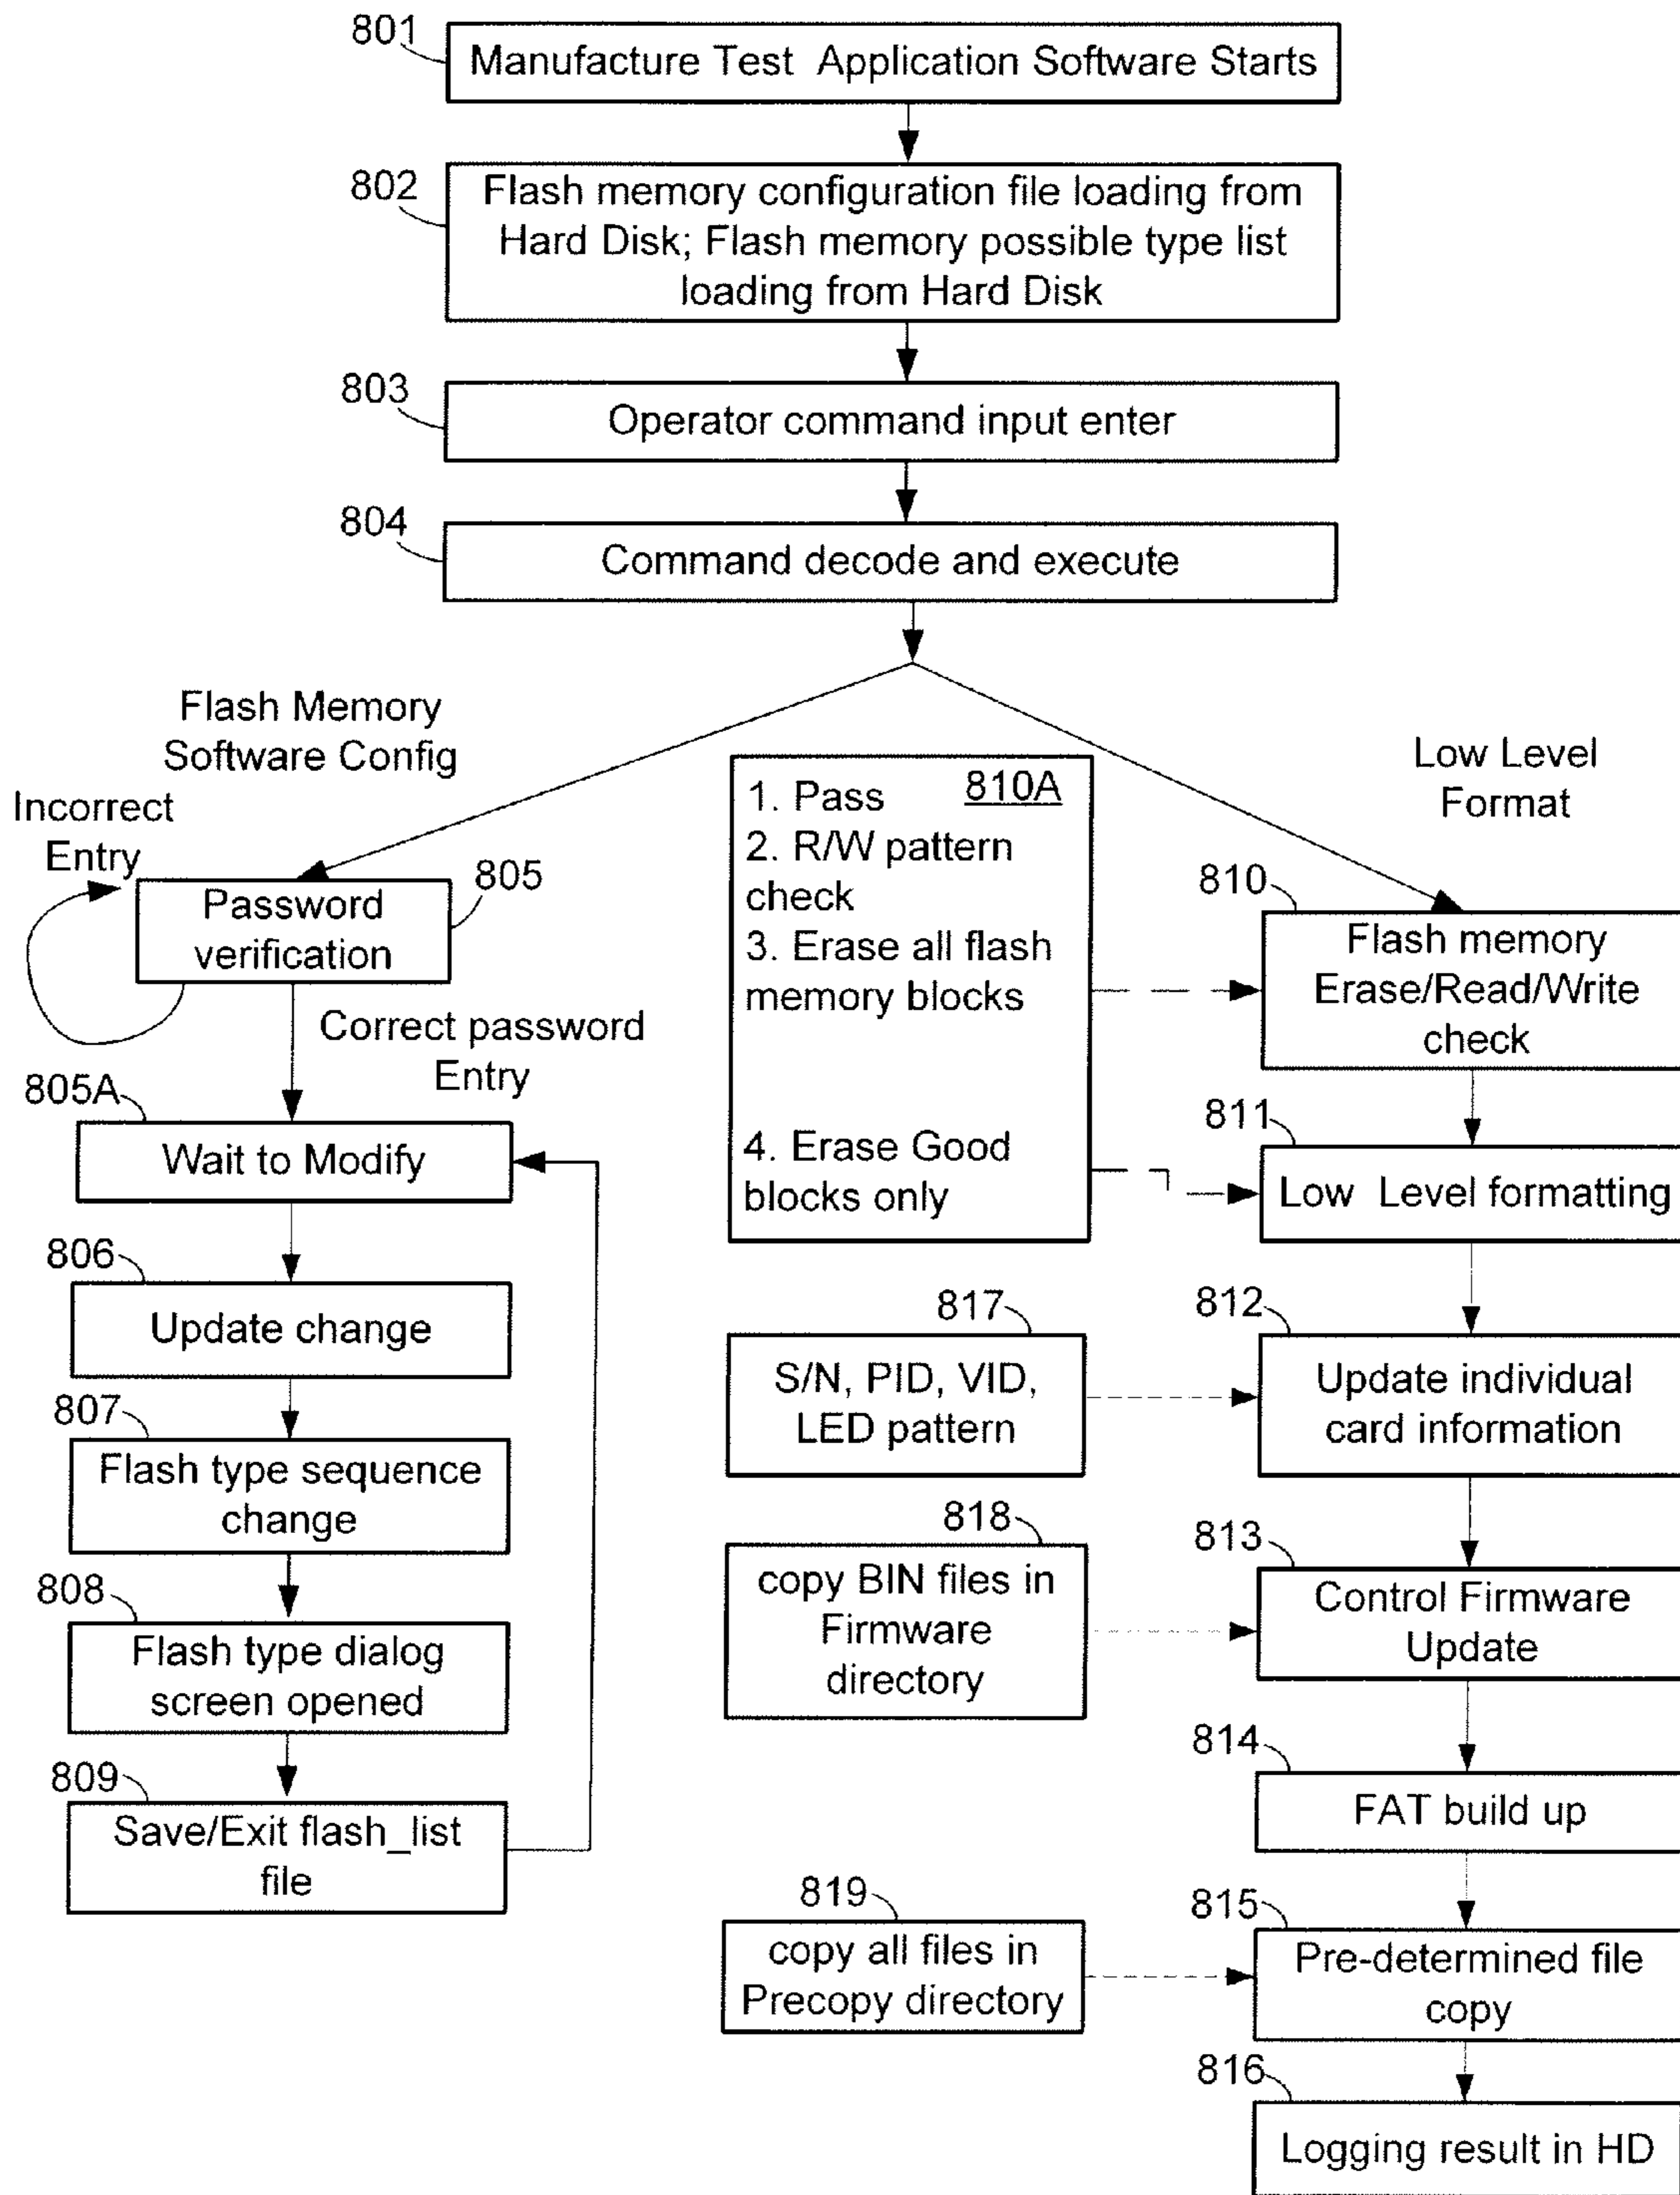 801
Manufacture Test Application Software Starts
802
Flash memory configuration file loading from
Hard Disk; Flash memory possible type list
loading from Hard Disk
803
Operator command input enter
804
Command decode and execute
Flash Memory
Software Config
Incorrect
Entry
Password
verification
805
Correct password
Entry
805A
Wait to Modify
806
Update change
807
Flash type sequence
change
808
Flash type dialog
screen opened
809
Save/Exit flash_list
file
810A
1. Pass
2. R/W pattern
check
3. Erase all flash
memory blocks
4. Erase Good
blocks only
Low Level
Format
810
Flash memory
Erase/Read/Write
check
811
Low Level formatting
817
S/N, PID, VID,
LED pattern
812
Update individual
card information
818
copy BIN files in
Firmware
directory
813
Control Firmware
Update
814
FAT build up
819
copy all files in
Precopy directory
815
Pre-determined file
copy
816
Logging result in HD